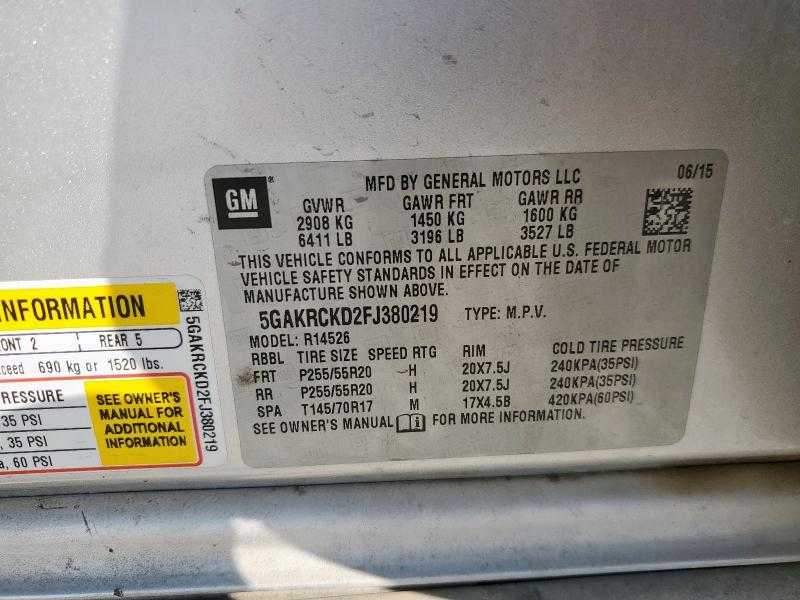 GM
MFD BY GENERAL MOTORS LLC
06/15
GVWR GAWR FRT GAWR RR
2908 KG 1450 KG 1600 KG
6411 LB 3196 LB 3527 LB
THIS VEHICLE CONFORMS TO ALL APPLICABLE U.S. FEDERAL MOTOR
VEHICLE SAFETY STANDARDS IN EFFECT ON THE DATE OF
MANUFACTURE SHOWN ABOVE.
5GAKRCKD2FJ380219 TYPE: M.P.V.
MODEL: R14526
RBBL TIRE SIZE SPEED RTG RIM COLD TIRE PRESSURE
FRT P255/55R20 H 20X7.5J 240KPA(35PSI)
RR P255/55R20 H 20X7.5J 240KPA(35PSI)
SPA T145/70R17 M 17X4.5B 420KPA(60PSI)
SEE OWNER'S MANUAL FOR MORE INFORMATION.
INFORMATION
2 REAR 5
690 kg or 1520 lbs.
PRESSURE
35 PSI
, 35 PSI
, 60 PSI
SEE OWNER'S
MANUAL FOR
ADDITIONAL
INFORMATION
5GAKRCKD2FJ380219